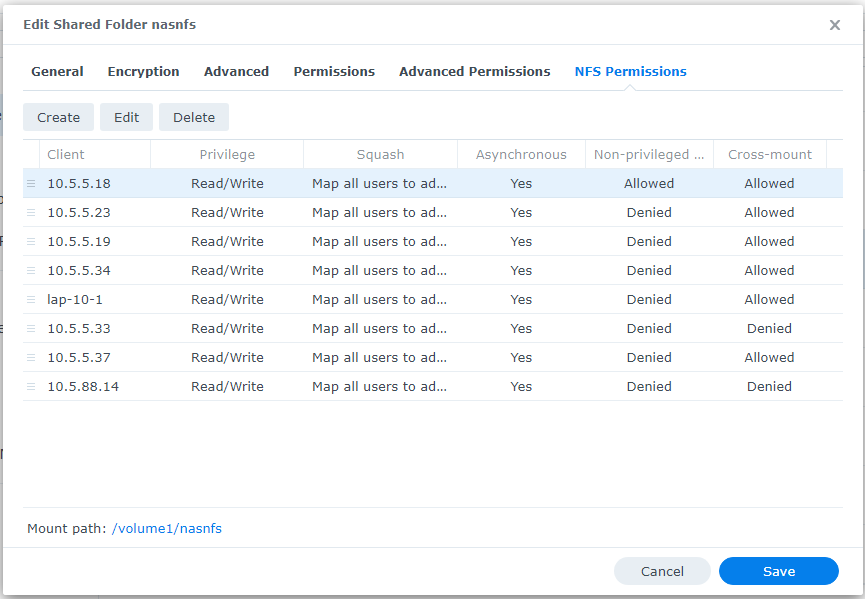 Edit Shared Folder nasnfs
General Encryption Advanced Permissions Advanced Permissions NFS Permissions
Create Edit Delete
Client Privilege Squash Asynchronous Non-privileged ... Cross-mount
10.5.5.18 Read/Write Map all users to ad... Yes Allowed Allowed
10.5.5.23 Read/Write Map all users to ad... Yes Denied Allowed
10.5.5.19 Read/Write Map all users to ad... Yes Denied Allowed
10.5.5.34 Read/Write Map all users to ad... Yes Denied Allowed
lap-10-1 Read/Write Map all users to ad... Yes Denied Allowed
10.5.5.33 Read/Write Map all users to ad... Yes Denied Denied
10.5.5.37 Read/Write Map all users to ad... Yes Denied Allowed
10.5.88.14 Read/Write Map all users to ad... Yes Denied Denied
Mount path: /volume1/nasnfs
Cancel Save